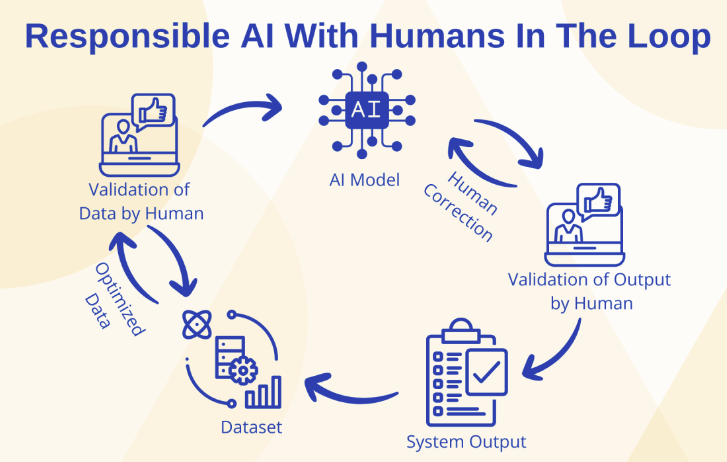 Responsible AI With Humans In The Loop
AI
AI Model
Validation of
Data by Human
Human
Correction
Validation of Output
by Human
Optimized
Data
Dataset
System Output